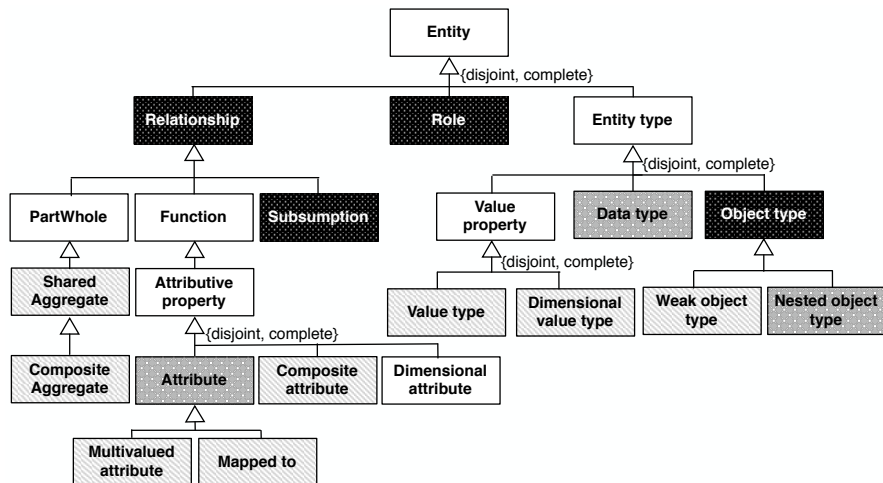 Entity
{disjoint, complete}
Relationship
Role
Entity type
{disjoint, complete}
PartWhole
Function
Subsumption
Value
property
Data type
Object type
{disjoint, complete}
Shared
Aggregate
Attributive
property
Value type
Dimensional
value type
Weak object
type
Nested object
type
{disjoint, complete}
Composite
Aggregate
Attribute
Composite
attribute
Dimensional
attribute
Multivalued
attribute
Mapped to